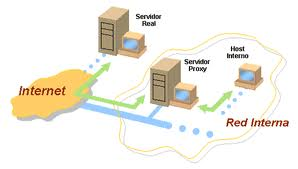 Servidor
Real
Host
Interno
Servidor
Proxy
Internet
Red Interna